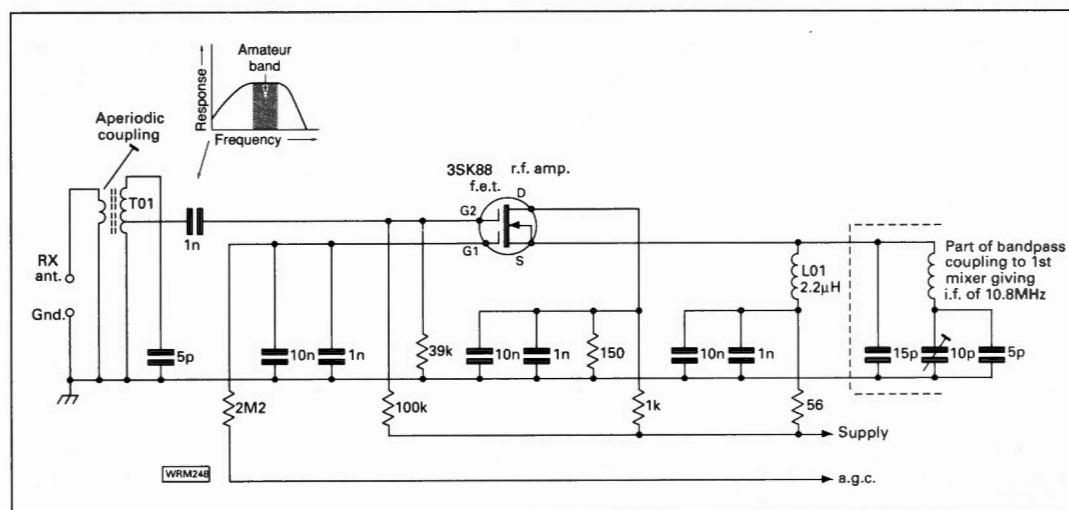 Response
Amateur
band
Frequency
Aperiodic
coupling
T01
1n
RX
ant.
Gnd.
5p
10n
1n
2M2
3SK88 r.f. amp.
f.e.t.
D
G2
G1
S
39k
100k
10n
1n
150
1k
10n
1n
L01
2.2μH
56
15p
10p
5p
Part of bandpass
coupling to 1st
mixer giving
i.f. of 10.8MHz
Supply
a.g.c.
WRM248